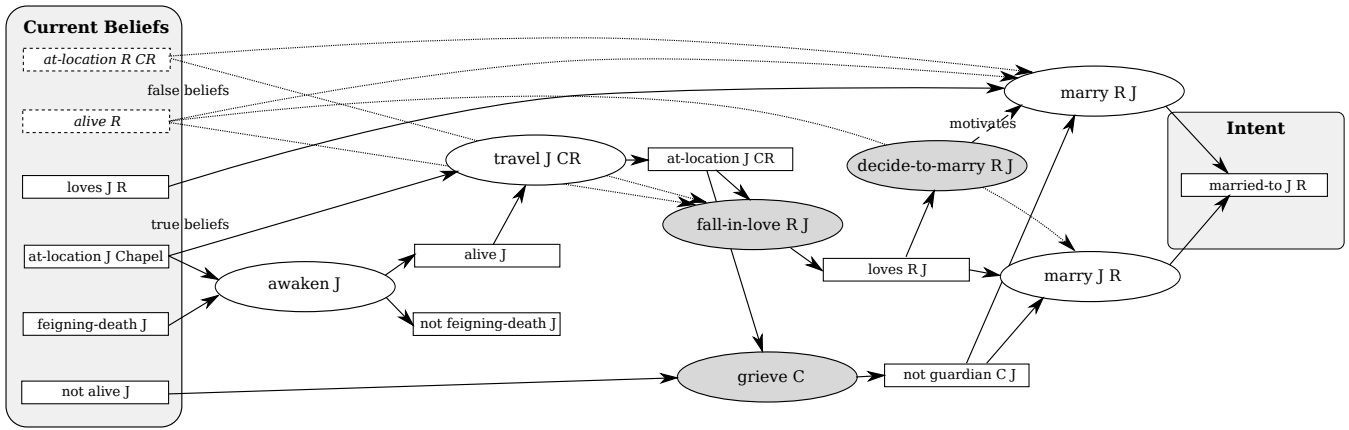 Current Beliefs
at-location R CR
false beliefs
alive R
loves J R
true beliefs
at-location J Chapel
feigning-death J
not alive J
awaken J
alive J
not feigning-death J
travel J CR
at-location J CR
fall-in-love R J
grieve C
loves R J
not guardian C J
decide-to-marry R J
motivates
marry R J
marry J R
Intent
married-to J R